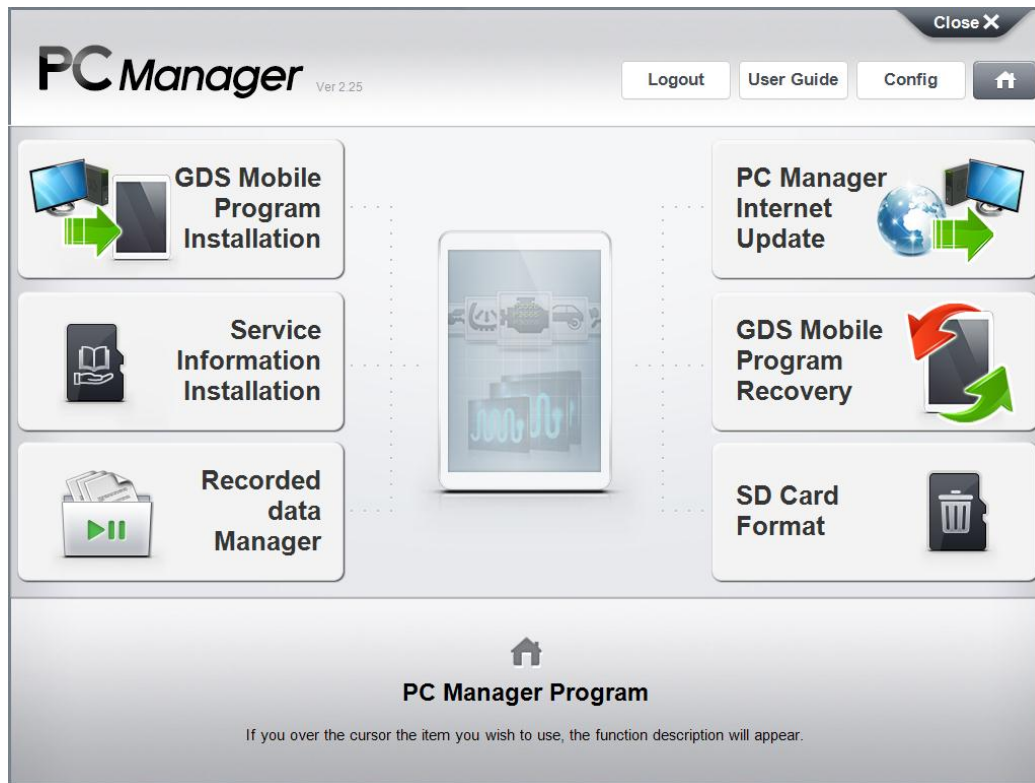 Close X
PC Manager Ver 2.25
Logout User Guide Config
GDS Mobile
Program
Installation
PC Manager
Internet
Update
Service
Information
Installation
GDS Mobile
Program
Recovery
Recorded
data
Manager
SD Card
Format
PC Manager Program
If you over the cursor the item you wish to use, the function description will appear.